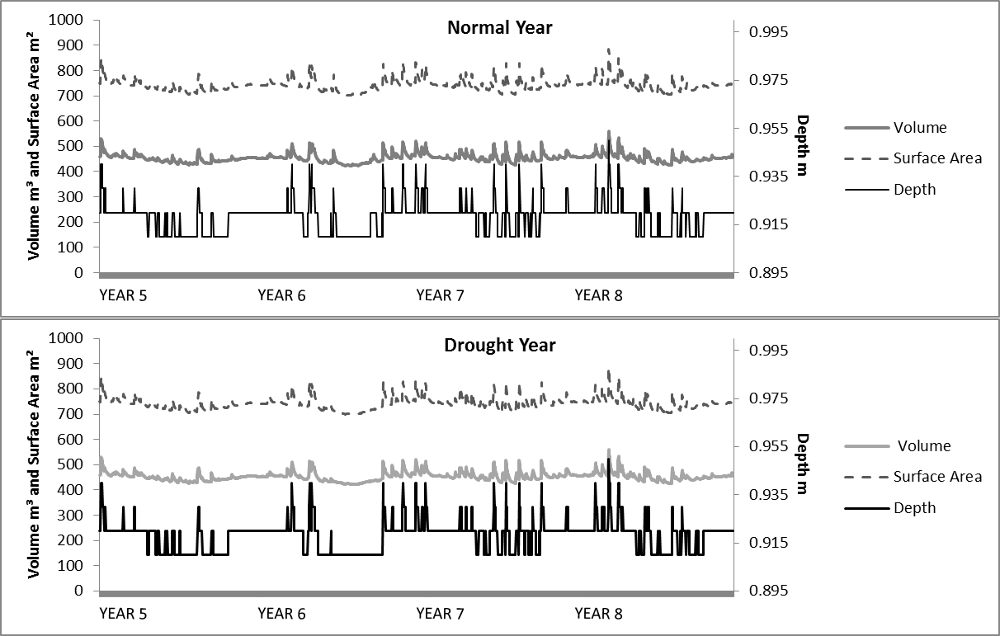 Normal Year
Volume m³ and Surface Area m²
1000
900
800
700
600
500
400
300
200
100
0
0.995
0.975
0.955
0.935
0.915
0.895
Depth m
YEAR 5 YEAR 6 YEAR 7 YEAR 8
Volume
Surface Area
Depth
Drought Year
Volume m³ and Surface Area m²
1000
900
800
700
600
500
400
300
200
100
0
0.995
0.975
0.955
0.935
0.915
0.895
Depth m
YEAR 5 YEAR 6 YEAR 7 YEAR 8
Volume
Surface Area
Depth